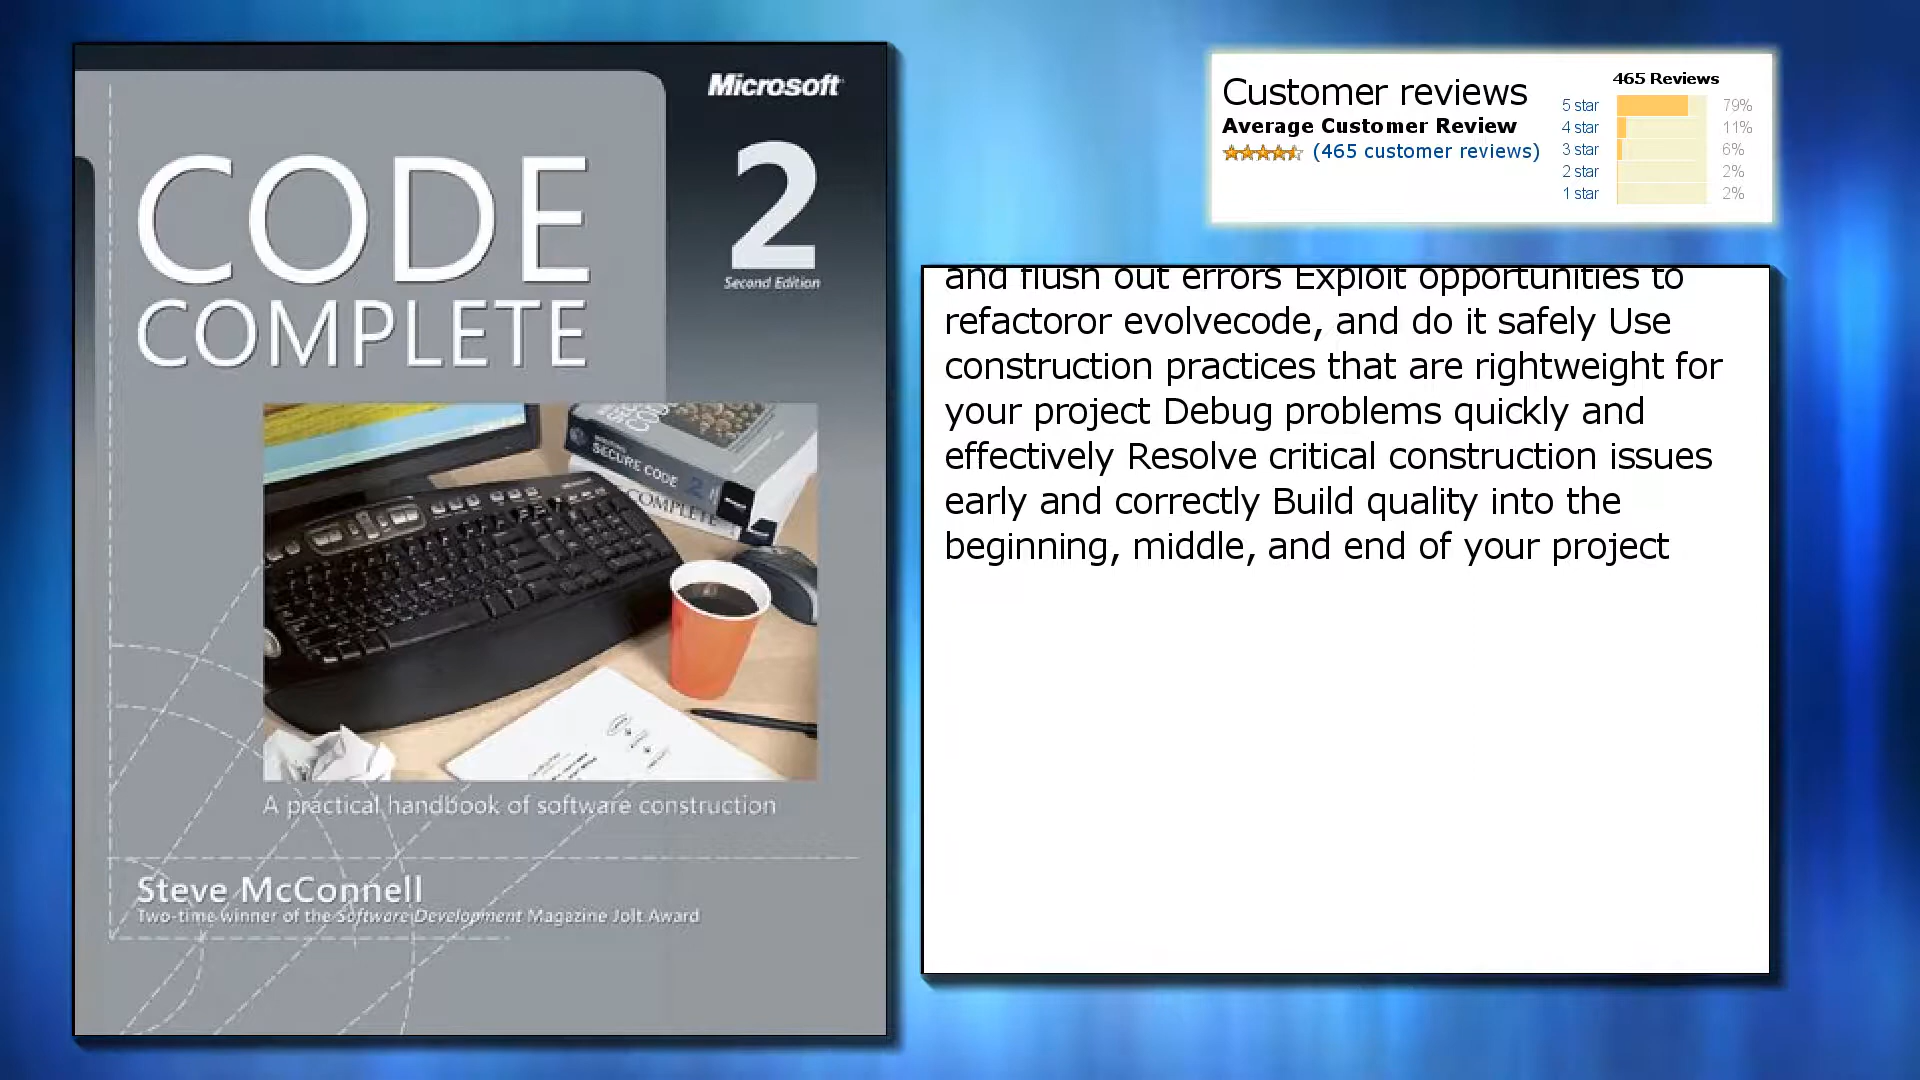 Microsoft
CODE
COMPLETE
2
Second Edition
SECURE CODE 2
COMPLETE
A practical handbook of software construction
Steve McConnell
Two-time winner of the Software Development Magazine Jolt Award
Customer reviews
Average Customer Review
(465 customer reviews)
465 Reviews
5 star 79%
4 star 11%
3 star 6%
2 star 2%
1 star 2%
and flush out errors Exploit opportunities to
refactoror evolvecode, and do it safely Use
construction practices that are rightweight for
your project Debug problems quickly and
effectively Resolve critical construction issues
early and correctly Build quality into the
beginning, middle, and end of your project